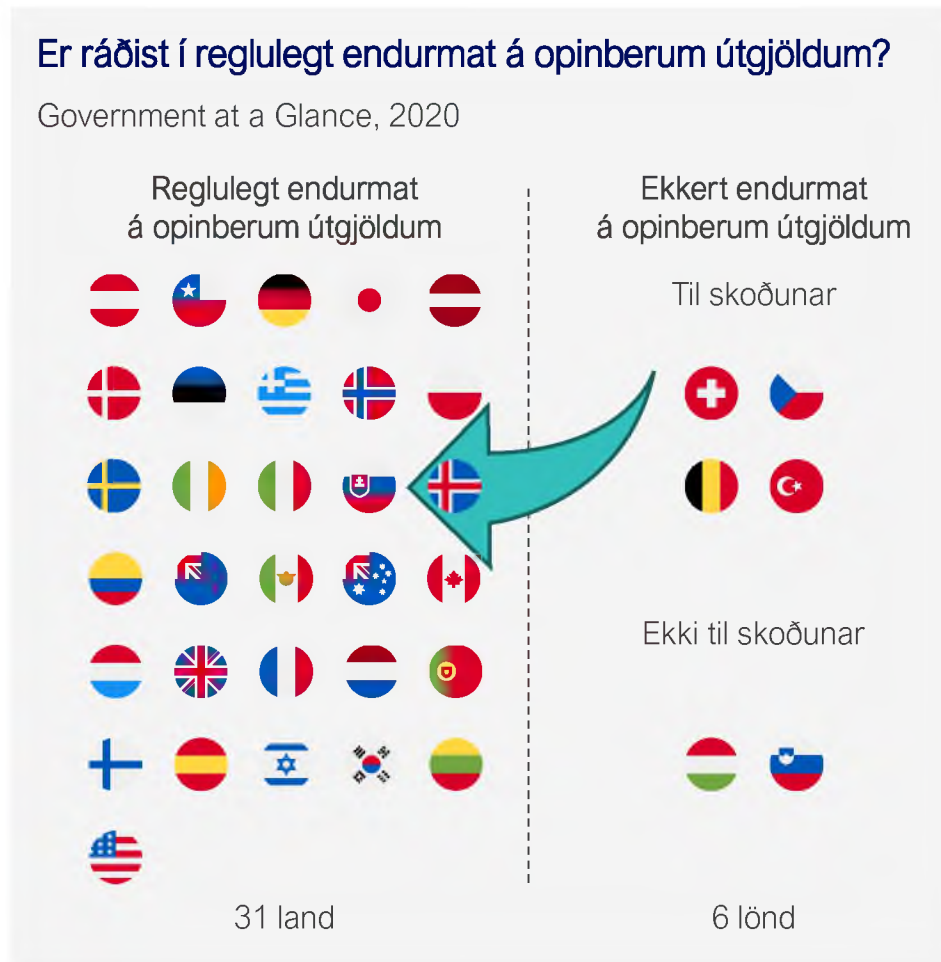 Er ráðist í reglulegt endurmat á opinberum útgjöldum?
Government at a Glance, 2020
Reglulegt endurmat
á opinberum útgjöldum
Ekkert endurmat
á opinberum útgjöldum
Til skoðunar
Ekki til skoðunar
31 land
6 lönd